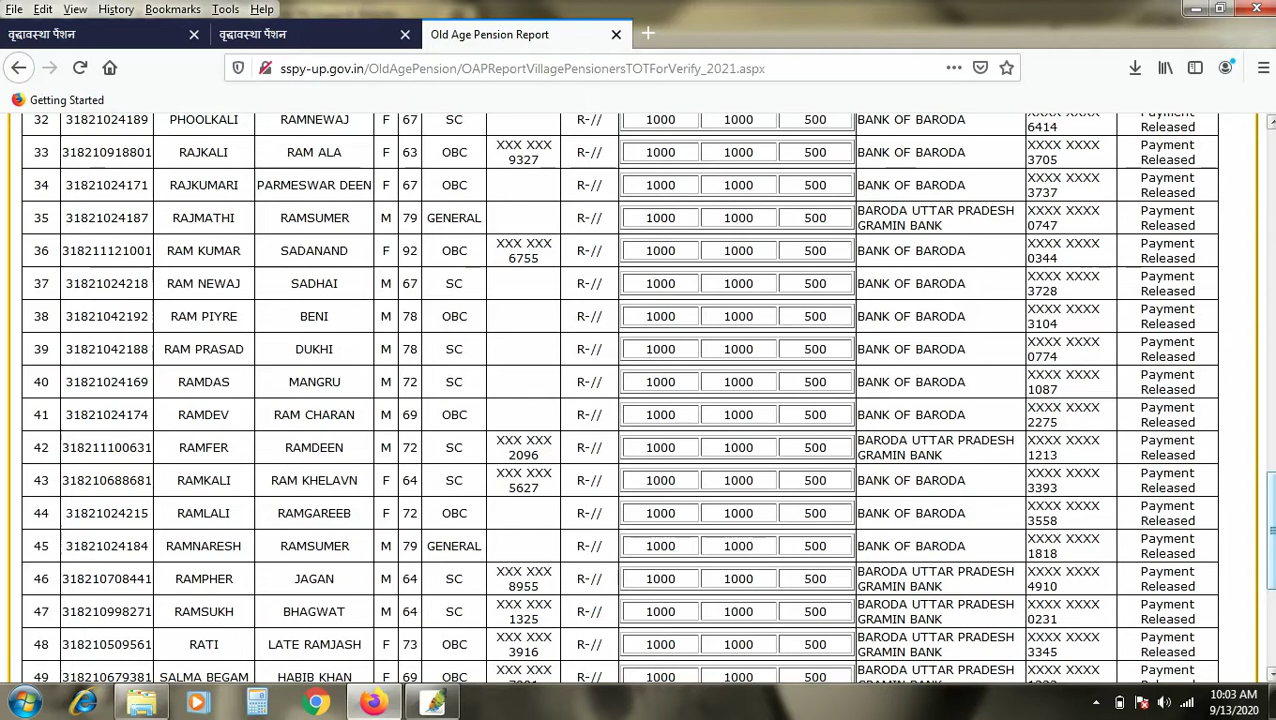 File Edit View History Bookmarks Tools Help
वृद्धावस्था पेंशन वृद्धावस्था पेंशन Old Age Pension Report
sspy-up.gov.in/OldAgePension/OAPReportVillagePensionersTOTForVerify_2021.aspx
Getting Started
32 31821024189 PHOOLKALI RAMNEWAJ F 67 SC R-// 1000 1000 500 BANK OF BARODA XXXX XXXX 6414 Payment Released
33 318210918801 RAJKALI RAM ALA F 63 OBC XXX XXX 9327 R-// 1000 1000 500 BANK OF BARODA XXXX XXXX 3705 Payment Released
34 31821024171 RAJKUMARI PARMESWAR DEEN F 67 OBC R-// 1000 1000 500 BANK OF BARODA XXXX XXXX 3737 Payment Released
35 31821024187 RAJMATHI RAMSUMER M 79 GENERAL R-// 1000 1000 500 BARODA UTTAR PRADESH GRAMIN BANK XXXX XXXX 0747 Payment Released
36 318211121001 RAM KUMAR SADANAND F 92 OBC XXX XXX 6755 R-// 1000 1000 500 BANK OF BARODA XXXX XXXX 0344 Payment Released
37 31821024218 RAM NEWAJ SADHAI M 67 SC R-// 1000 1000 500 BANK OF BARODA XXXX XXXX 3728 Payment Released
38 31821042192 RAM PIYRE BENI M 78 OBC R-// 1000 1000 500 BANK OF BARODA XXXX XXXX 3104 Payment Released
39 31821042188 RAM PRASAD DUKHI M 78 SC R-// 1000 1000 500 BANK OF BARODA XXXX XXXX 0774 Payment Released
40 31821024169 RAMDAS MANGRU M 72 SC R-// 1000 1000 500 BANK OF BARODA XXXX XXXX 1087 Payment Released
41 31821024174 RAMDEV RAM CHARAN M 69 OBC R-// 1000 1000 500 BANK OF BARODA XXXX XXXX 2275 Payment Released
42 318211100631 RAMFER RAMDEEN M 72 SC XXX XXX 2096 R-// 1000 1000 500 BARODA UTTAR PRADESH GRAMIN BANK XXXX XXXX 1213 Payment Released
43 318210688681 RAMKALI RAM KHELAVN F 64 SC XXX XXX 5627 R-// 1000 1000 500 BANK OF BARODA XXXX XXXX 3393 Payment Released
44 31821024215 RAMLALI RAMGAREEB F 72 OBC R-// 1000 1000 500 BANK OF BARODA XXXX XXXX 3558 Payment Released
45 31821024184 RAMNARESH RAMSUMER M 79 GENERAL R-// 1000 1000 500 BANK OF BARODA XXXX XXXX 1818 Payment Released
46 318210708441 RAMPHER JAGAN M 64 SC XXX XXX 8955 R-// 1000 1000 500 BARODA UTTAR PRADESH GRAMIN BANK XXXX XXXX 4910 Payment Released
47 318210998271 RAMSUKH BHAGWAT M 64 SC XXX XXX 1325 R-// 1000 1000 500 BARODA UTTAR PRADESH GRAMIN BANK XXXX XXXX 0231 Payment Released
48 318210509561 RATI LATE RAMJASH F 73 OBC XXX XXX 3916 R-// 1000 1000 500 BARODA UTTAR PRADESH GRAMIN BANK XXXX XXXX 3345 Payment Released
49 318210679381 SALMA BEGAM HABIB KHAN F 69 OBC XXX XXX R-// 1000 1000 500 BARODA UTTAR PRADESH GRAMIN BANK XXXX XXXX Payment Released
10:03 AM
9/13/2020